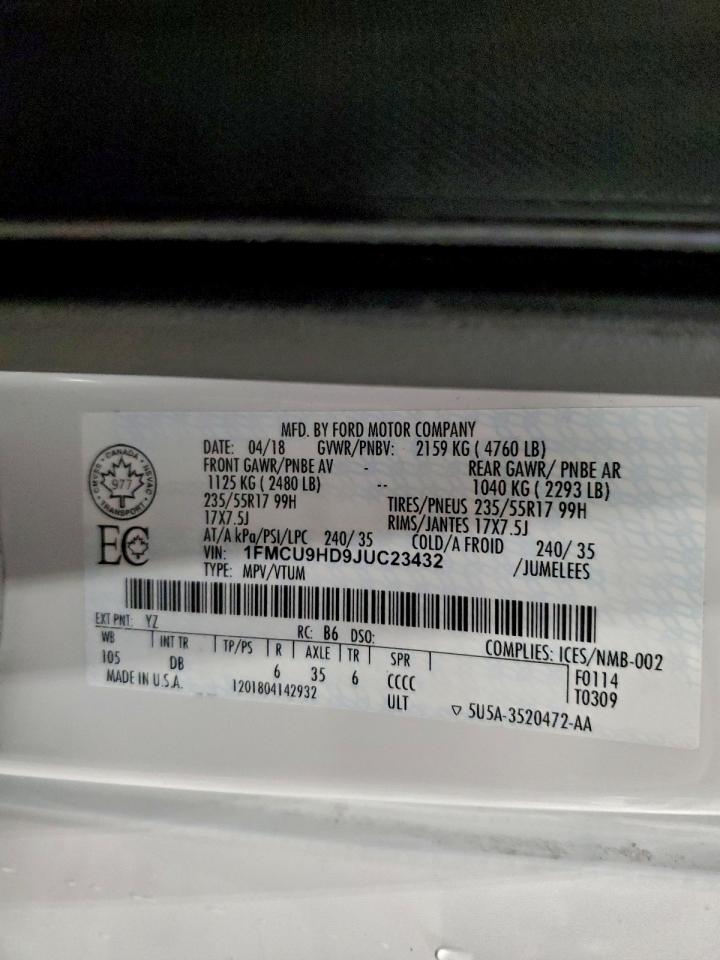 MFD. BY FORD MOTOR COMPANY
DATE: 04/18 GVWR/PNBV: 2159 KG ( 4760 LB)
FRONT GAWR/PNBE AV - REAR GAWR/ PNBE AR
1125 KG ( 2480 LB) -- 1040 KG ( 2293 LB)
235/55R17 99H TIRES/PNEUS 235/55R17 99H
17X7.5J RIMS/JANTES 17X7.5J
AT/A kPa/PSI/LPC 240/ 35 COLD/A FROID 240/ 35
VIN: 1FMCU9HD9JUC23432 /JUMELEES
TYPE: MPV/VTUM
CANADA
CMVSS NSVAC
977
TRANSPORT
EC
EXT PNT: YZ RC: B6 DSO: COMPLIES: ICES/NMB-002
WB INT TR TP/PS R AXLE TR SPR F0114
105 DB 6 35 6 CCCC T0309
MADE IN U.S.A. 1201804142932 ULT ▽ 5U5A-3520472-AA